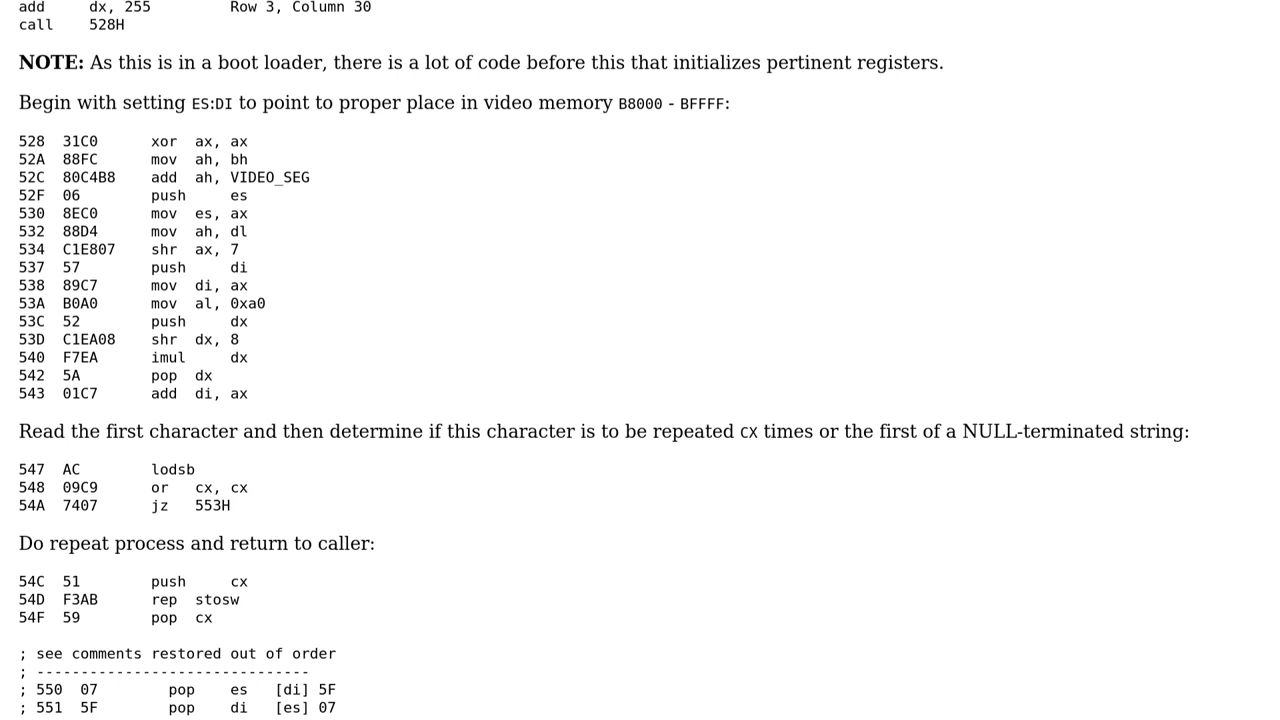 add     dx, 255         Row 3, Column 30
call    528H
NOTE: As this is in a boot loader, there is a lot of code before this that initializes pertinent registers.
Begin with setting ES:DI to point to proper place in video memory B8000 - BFFFF:
528  31C0      xor  ax, ax
52A  88FC      mov  ah, bh
52C  80C4B8    add  ah, VIDEO_SEG
52F  06        push     es
530  8EC0      mov  es, ax
532  88D4      mov  ah, dl
534  C1E807    shr  ax, 7
537  57        push     di
538  89C7      mov  di, ax
53A  B0A0      mov  al, 0xa0
53C  52        push     dx
53D  C1EA08    shr  dx, 8
540  F7EA      imul     dx
542  5A        pop  dx
543  01C7      add  di, ax
Read the first character and then determine if this character is to be repeated CX times or the first of a NULL-terminated string:
547  AC        lodsb
548  09C9      or   cx, cx
54A  7407      jz   553H
Do repeat process and return to caller:
54C  51        push     cx
54D  F3AB      rep  stosw
54F  59        pop  cx
; see comments restored out of order
; -------------------------------
; 550  07        pop    es   [di] 5F
; 551  5F        pop    di   [es] 07